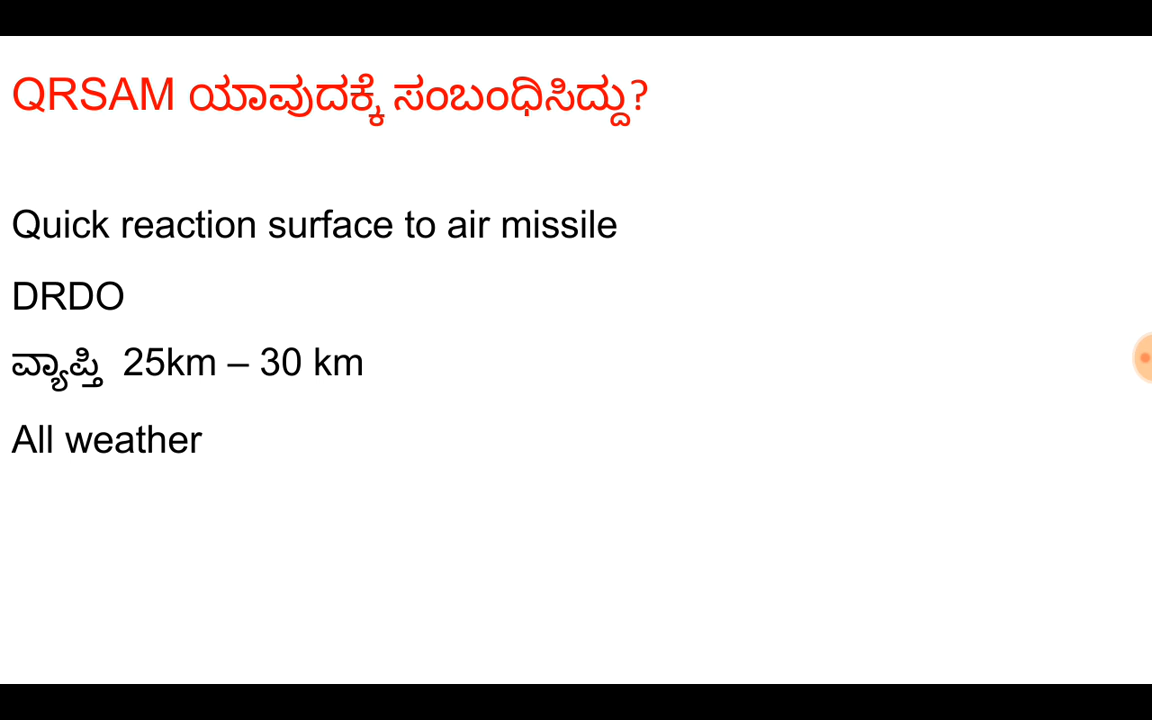 QRSAM ಯಾವುದಕ್ಕೆ ಸಂಬಂಧಿಸಿದ್ದು?
Quick reaction surface to air missile
DRDO
ವ್ಯಾಪ್ತಿ 25km – 30 km
All weather